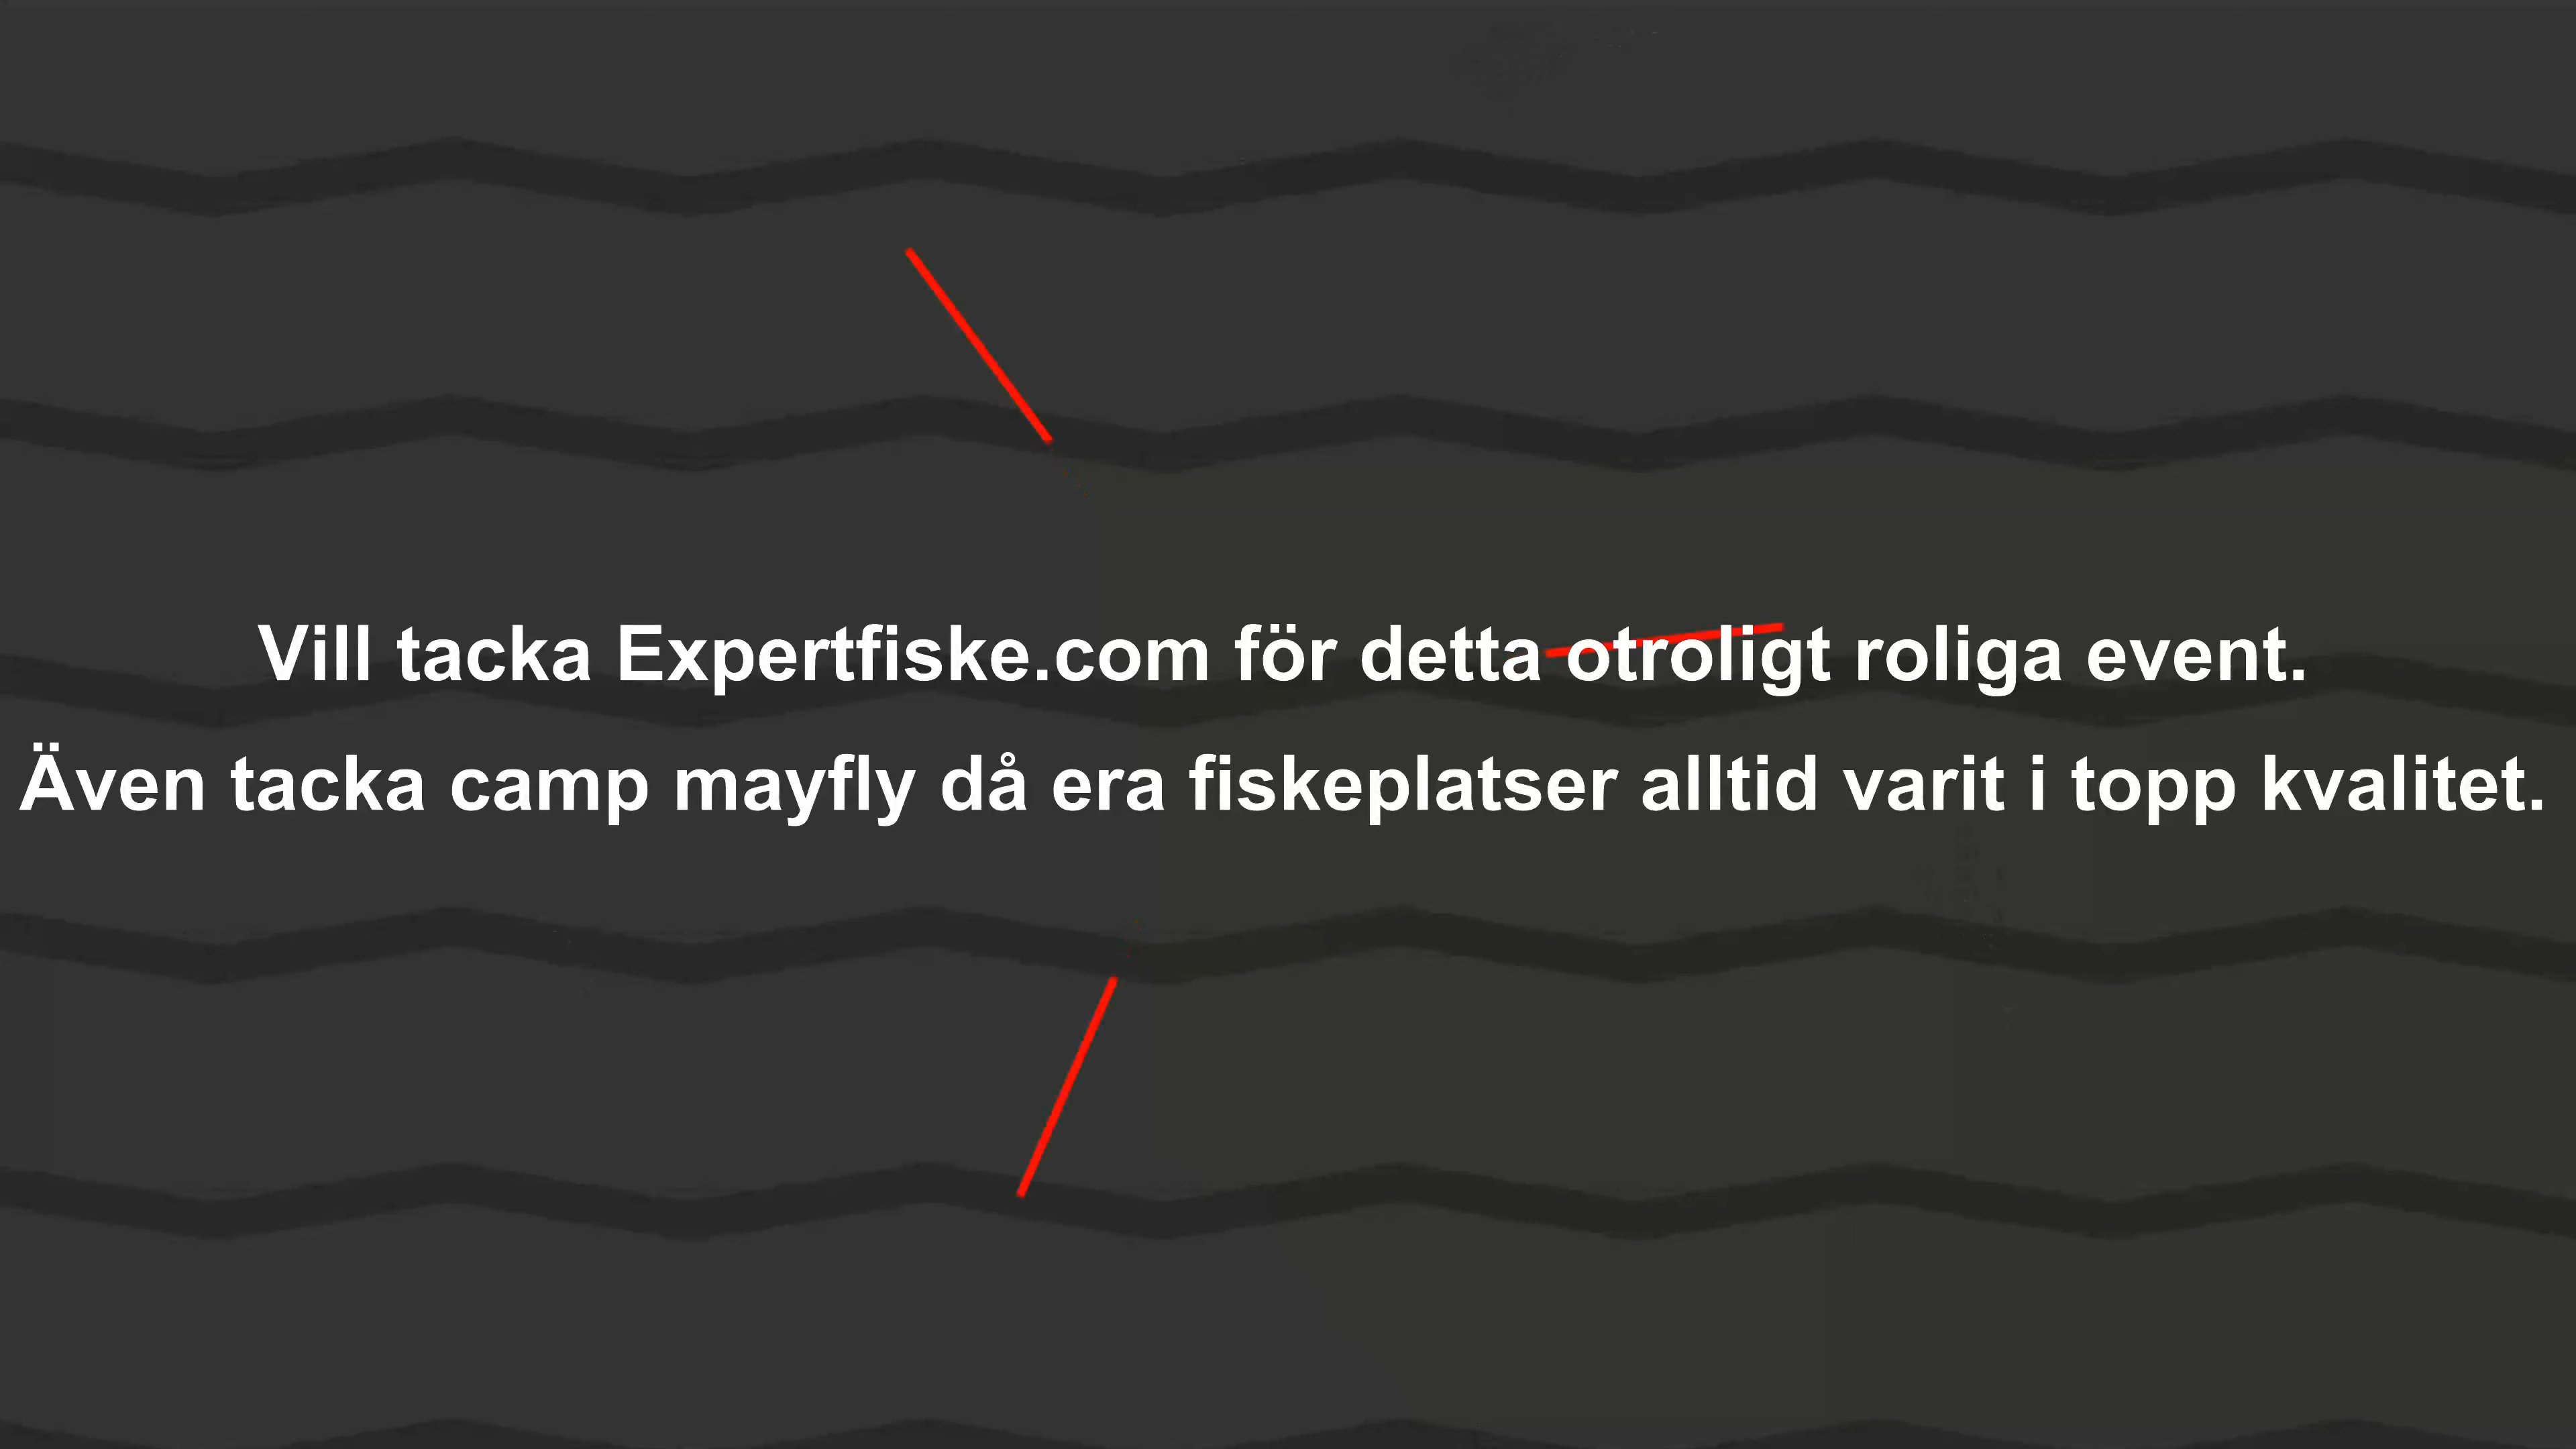 Vill tacka Expertfiske.com för detta otroligt roliga event.
Även tacka camp mayfly då era fiskeplatser alltid varit i topp kvalitet.